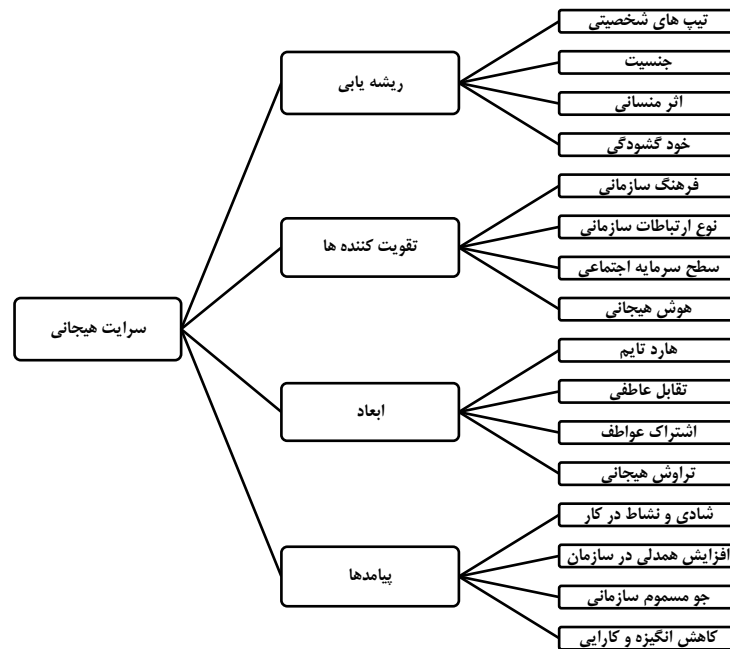 سرایت هیجانی
ریشه یابی
تیپ های شخصیتی
جنسیت
اثر منسانی
خود گشودگی
تقویت کننده ها
فرهنگ سازمانی
نوع ارتباطات سازمانی
سطح سرمایه اجتماعی
هوش هیجانی
ابعاد
هارد تایم
تقابل عاطفی
اشتراک عواطف
تراوش هیجانی
پیامدها
شادی و نشاط در کار
افزایش همدلی در سازمان
جو مسموم سازمانی
کاهش انگیزه و کارایی